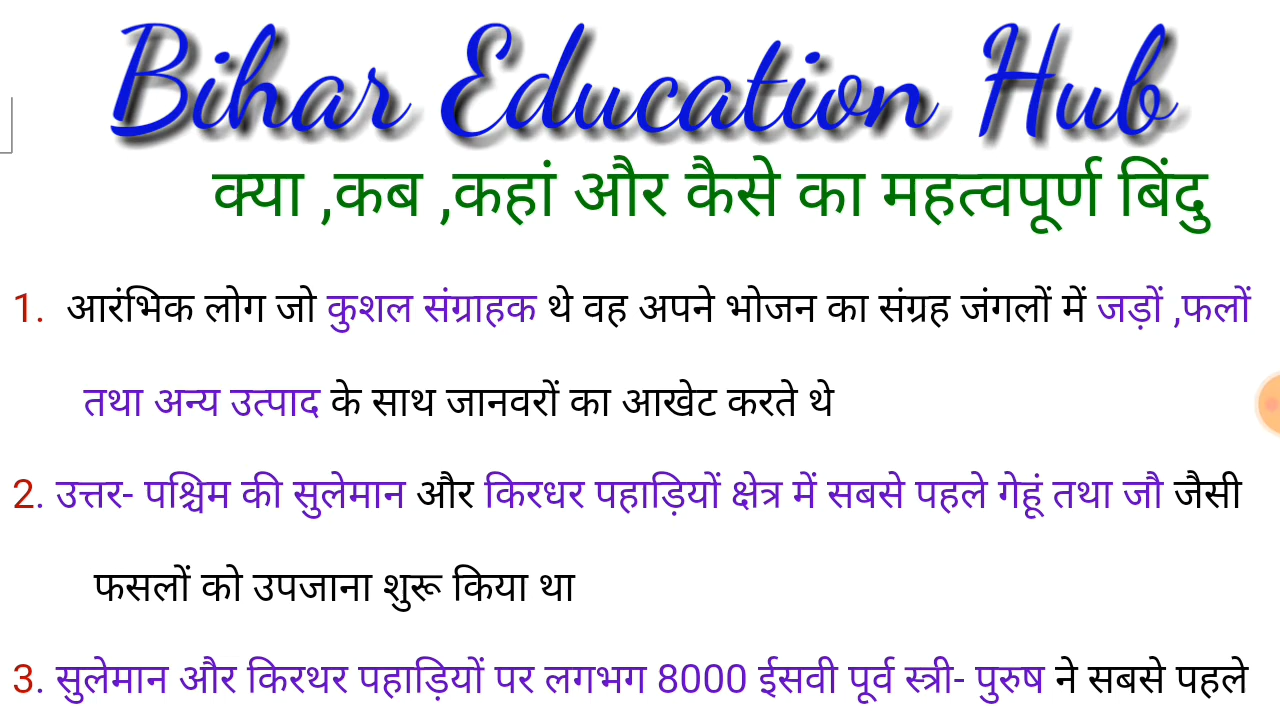 Bihar Education Hub
क्या ,कब ,कहां और कैसे का महत्वपूर्ण बिंदु
1. आरंभिक लोग जो कुशल संग्राहक थे वह अपने भोजन का संग्रह जंगलों में जड़ों ,फलों
तथा अन्य उत्पाद के साथ जानवरों का आखेट करते थे
2. उत्तर- पश्चिम की सुलेमान और किरधर पहाड़ियों क्षेत्र में सबसे पहले गेहूं तथा जौ जैसी
फसलों को उपजाना शुरू किया था
3. सुलेमान और किरथर पहाड़ियों पर लगभग 8000 ईसवी पूर्व स्त्री- पुरुष ने सबसे पहले